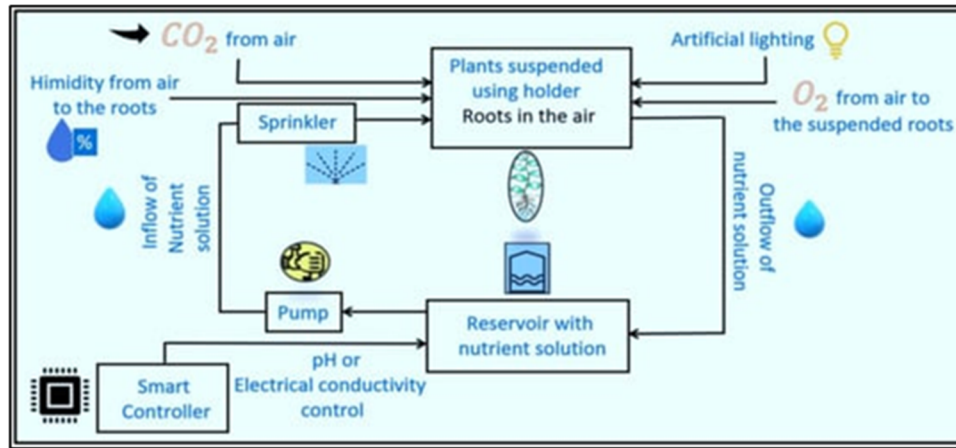 CO2 from air
Artificial lighting
Plants suspended
using holder
Roots in the air
Himidity from air
to the roots
%
O2 from air to
the suspended roots
Sprinkler
Inflow of
Nutrient
solution
Outflow of
nutrient solution
Pump
Reservoir with
nutrient solution
pH or
Electrical conductivity
control
Smart
Controller